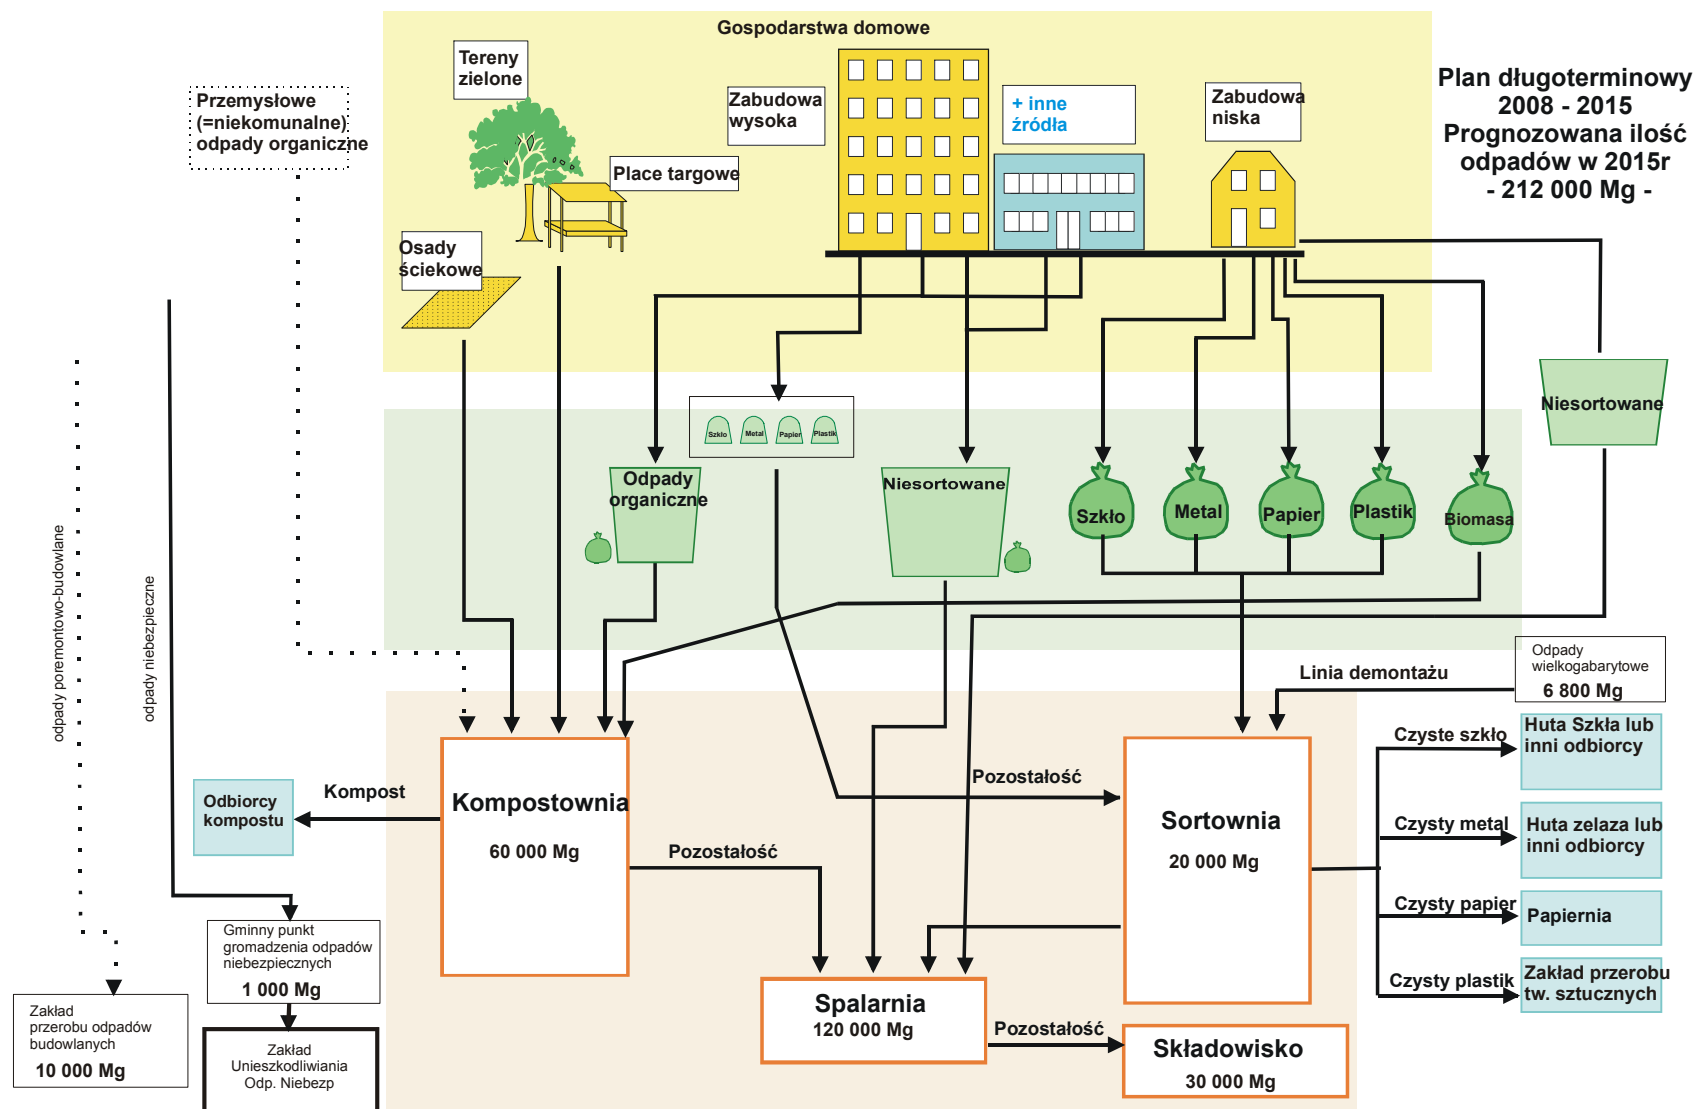 Gospodarstwa domowe
Tereny
zielone
Przemysłowe
(=niekomunalne)
odpady organiczne
Zabudowa
wysoka
+ inne
źródła
Zabudowa
niska
Plan długoterminowy
2008 - 2015
Prognozowana ilość
odpadów w 2015r
- 212 000 Mg -
Place targowe
Osady
ściekowe
Niesortowane
Szkło
Metal
Papier
Plastik
Odpady
organiczne
Niesortowane
Szkło
Metal
Papier
Plastik
Biomasa
odpady poremontowo-budowlane
odpady niebezpieczne
Odpady
wielkogabarytowe
6 800 Mg
Linia demontażu
Kompostownia
60 000 Mg
Kompost
Odbiorcy
kompostu
Pozostałość
Pozostałość
Sortownia
20 000 Mg
Czyste szkło
Huta Szkła lub
inni odbiorcy
Czysty metal
Huta zelaza lub
inni odbiorcy
Czysty papier
Papiernia
Czysty plastik
Zakład przerobu
tw. sztucznych
Gminny punkt
gromadzenia odpadów
niebezpiecznych
1 000 Mg
Zakład
przerobu odpadów
budowlanych
10 000 Mg
Zakład
Unieszkodliwiania
Odp. Niebezp
Spalarnia
120 000 Mg
Pozostałość
Składowisko
30 000 Mg